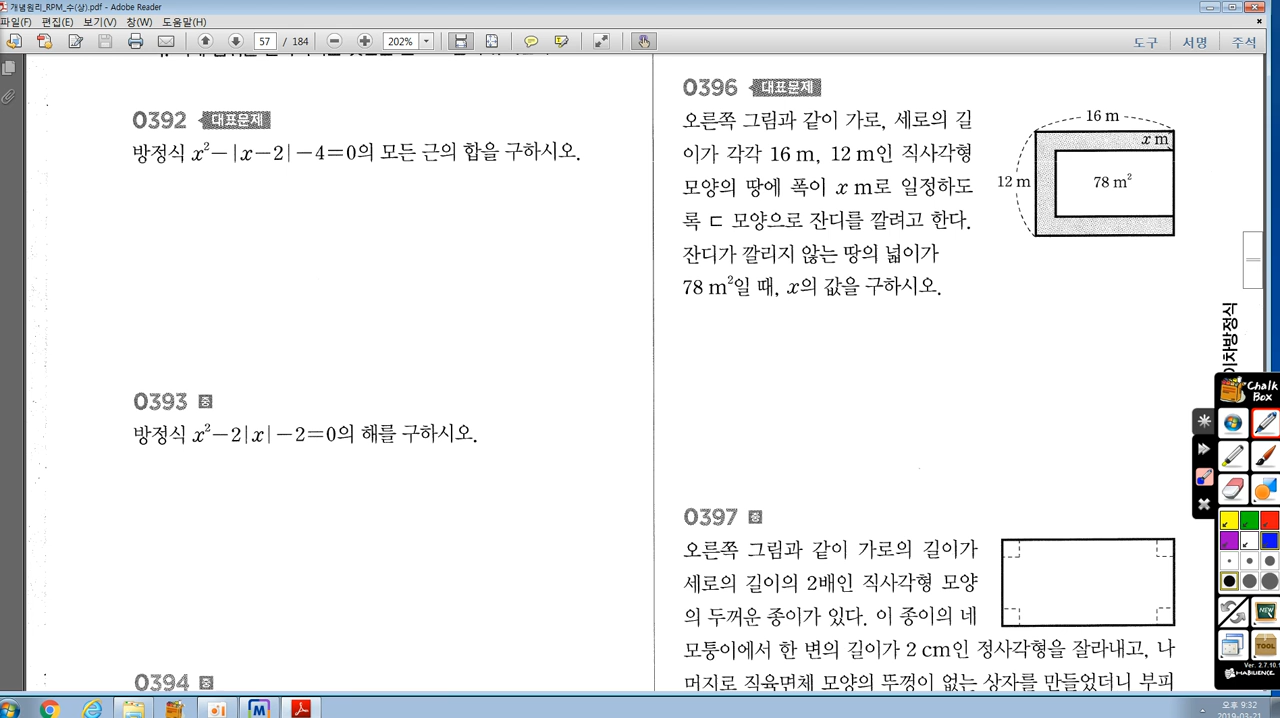 개념원리_RPM_수(상).pdf - Adobe Reader
파일(F) 편집(E) 보기(V) 창(W) 도움말(H)
57 / 184 202% 도구 서명 주석
0392 대표문제
방정식 x²-|x-2|-4=0의 모든 근의 합을 구하시오.
0393 중
방정식 x²-2|x|-2=0의 해를 구하시오.
0394 중
0396 대표문제
오른쪽 그림과 같이 가로, 세로의 길
이가 각각 16 m, 12 m인 직사각형
모양의 땅에 폭이 x m로 일정하도
록 ㄷ 모양으로 잔디를 깔려고 한다.
잔디가 깔리지 않는 땅의 넓이가
78 m²일 때, x의 값을 구하시오.
16 m
x m
12 m
78 m²
0397 중
오른쪽 그림과 같이 가로의 길이가
세로의 길이의 2배인 직사각형 모양
의 두꺼운 종이가 있다. 이 종이의 네
모퉁이에서 한 변의 길이가 2 cm인 정사각형을 잘라내고, 나
머지로 직육면체 모양의 뚜껑이 없는 상자를 만들었더니 부피
이차방정식
Chalk
Box
NEW
TOOL
Ver. 2.7.10.
HABILIENCE
오후 9:32
2019-03-21